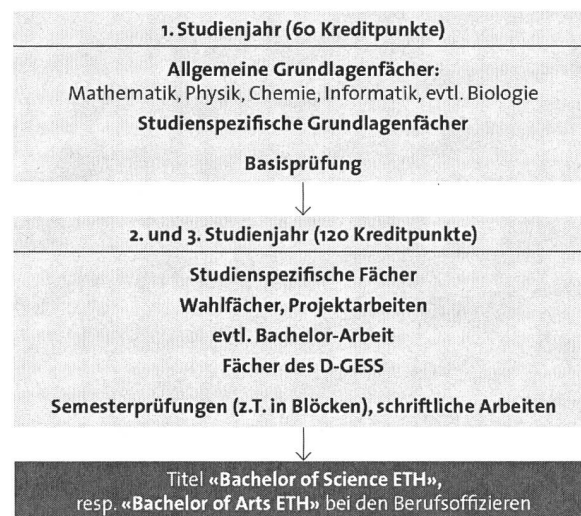 1. Studienjahr (60 Kreditpunkte)
Allgemeine Grundlagenfächer:
Mathematik, Physik, Chemie, Informatik, evtl. Biologie
Studienspezifische Grundlagenfächer
Basisprüfung
2. und 3. Studienjahr (120 Kreditpunkte)
Studienspezifische Fächer
Wahlfächer, Projektarbeiten
evtl. Bachelor-Arbeit
Fächer des D-GESS
Semesterprüfungen (z.T. in Blöcken), schriftliche Arbeiten
Titel «Bachelor of Science ETH»,
resp. «Bachelor of Arts ETH» bei den Berufsoffizieren